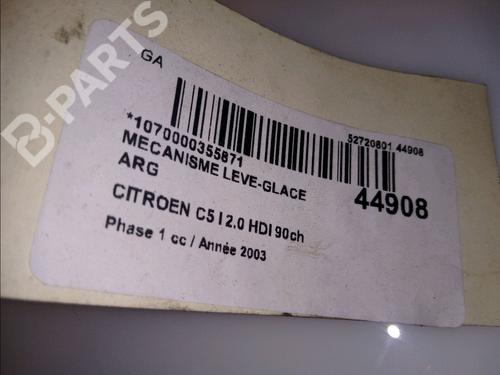 B-PARTS
GA
52720801 44908
*1070000355871
MECANISME LEVE-GLACE
ARG
44908
CITROEN C5 I 2.0 HDI 90ch
Phase 1 cc / Année 2003